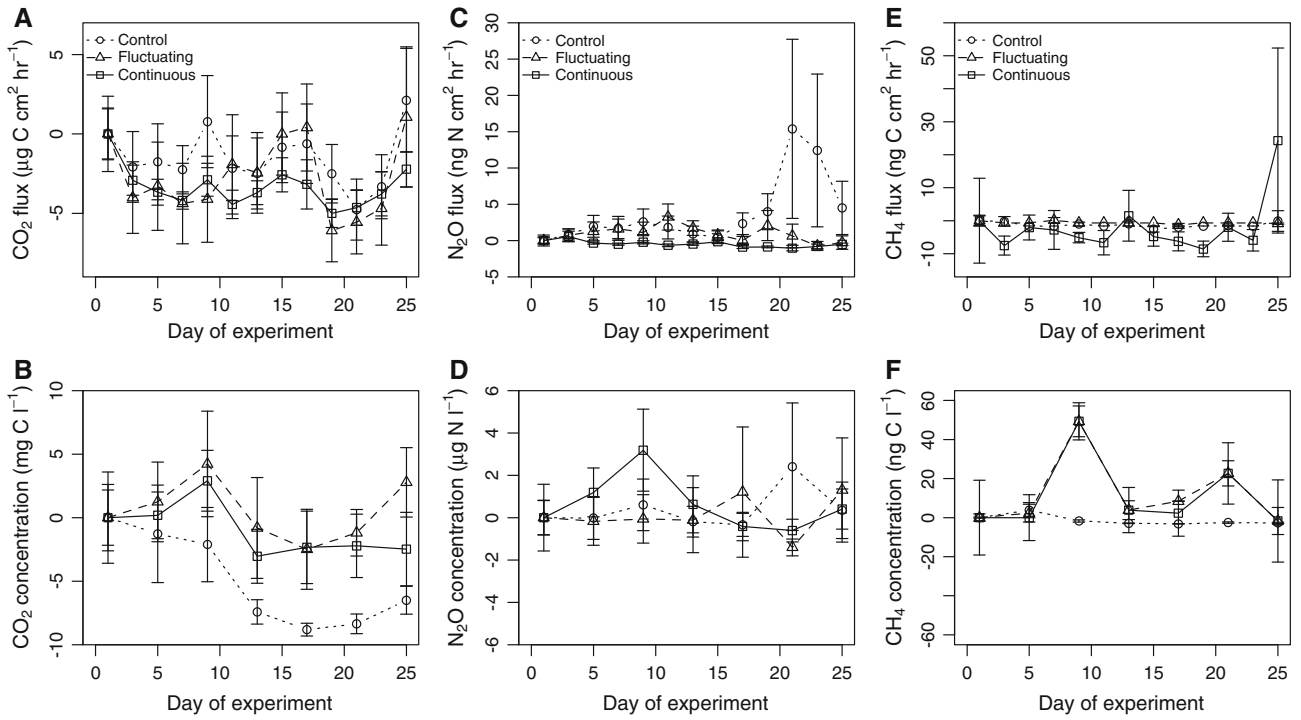 A
CO₂ flux (µg C cm² hr⁻¹)
5
0
-5
Control
Fluctuating
Continuous
0 5 10 15 20 25
Day of experiment
C
N₂O flux (ng N cm² hr⁻¹)
30
25
20
15
10
5
0
-5
Control
Fluctuating
Continuous
0 5 10 15 20 25
Day of experiment
E
CH₄ flux (ng C cm² hr⁻¹)
50
30
10
-10
Control
Fluctuating
Continuous
0 5 10 15 20 25
Day of experiment
B
CO₂ concentration (mg C l⁻¹)
10
5
0
-5
-10
0 5 10 15 20 25
Day of experiment
D
N₂O concentration (µg N l⁻¹)
6
4
2
0
-2
-4
-6
0 5 10 15 20 25
Day of experiment
F
CH₄ concentration (ng C l⁻¹)
60
40
20
0
-20
-60
0 5 10 15 20 25
Day of experiment